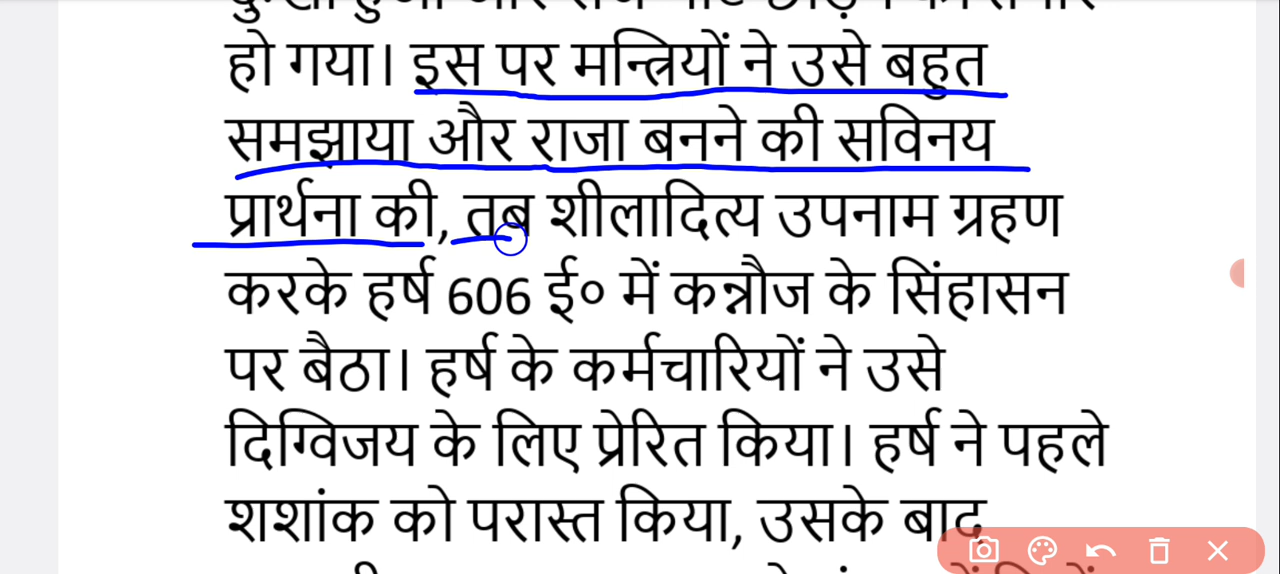 हो गया। इस पर मन्त्रियों ने उसे बहुत
समझाया और राजा बनने की सविनय
प्रार्थना की, तब शीलादित्य उपनाम ग्रहण
करके हर्ष 606 ई० में कन्नौज के सिंहासन
पर बैठा। हर्ष के कर्मचारियों ने उसे
दिग्विजय के लिए प्रेरित किया। हर्ष ने पहले
शशांक को परास्त किया, उसके बाद